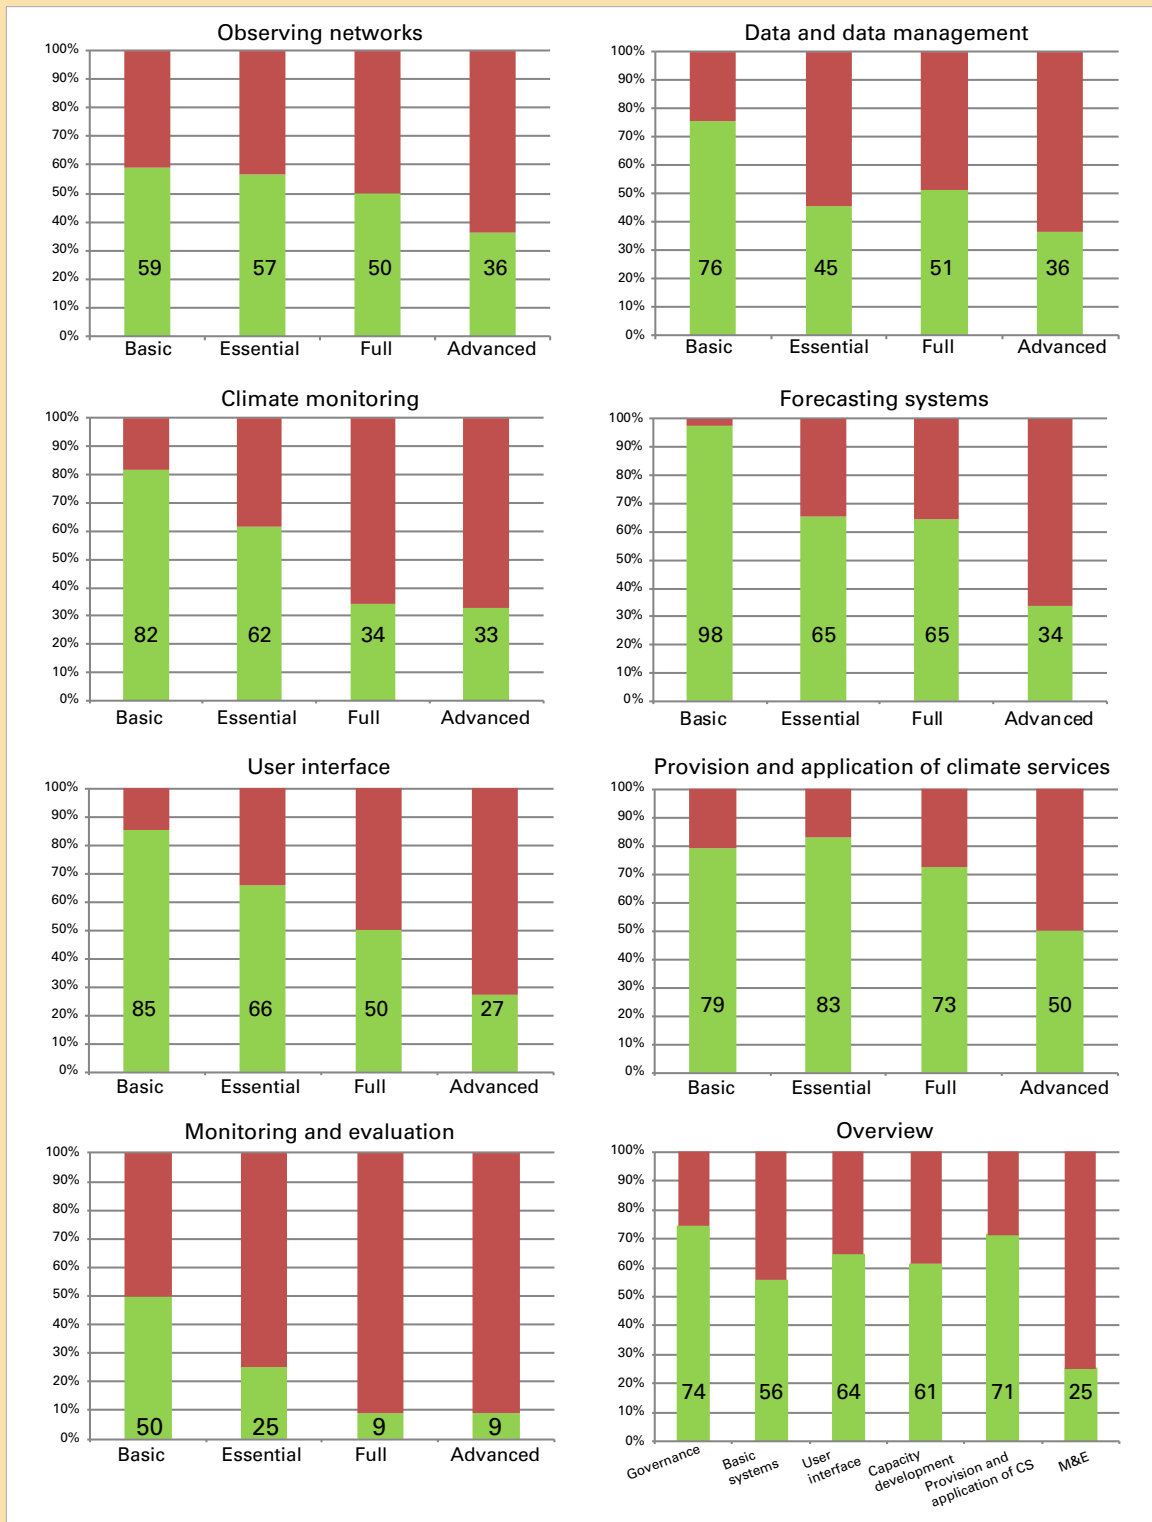 Observing networks
100%
90%
80%
70%
60%
50%
40%
30%
20%
10%
0%
59 57 50 36
Basic Essential Full Advanced
Data and data management
100%
90%
80%
70%
60%
50%
40%
30%
20%
10%
0%
76 45 51 36
Basic Essential Full Advanced
Climate monitoring
100%
90%
80%
70%
60%
50%
40%
30%
20%
10%
0%
82 62 34 33
Basic Essential Full Advanced
Forecasting systems
100%
90%
80%
70%
60%
50%
40%
30%
20%
10%
0%
98 65 65 34
Basic Essential Full Advanced
User interface
100%
90%
80%
70%
60%
50%
40%
30%
20%
10%
0%
85 66 50 27
Basic Essential Full Advanced
Provision and application of climate services
100%
90%
80%
70%
60%
50%
40%
30%
20%
10%
0%
79 83 73 50
Basic Essential Full Advanced
Monitoring and evaluation
100%
90%
80%
70%
60%
50%
40%
30%
20%
10%
0%
50 25 9 9
Basic Essential Full Advanced
Overview
100%
90%
80%
70%
60%
50%
40%
30%
20%
10%
0%
74 56 64 61 71 25
Governance
Basic
systems
User
interface
Capacity
development
Provision and
application of CS
M&E